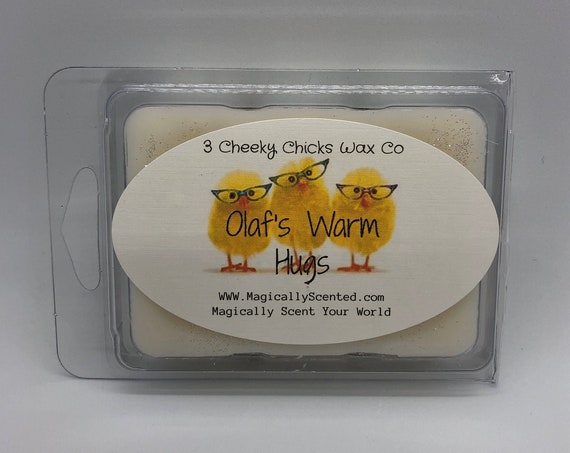 3 Cheeky Chicks Wax Co
Olaf's Warm
Hugs
WWW.MagicallyScented.com
Magically Scent Your World